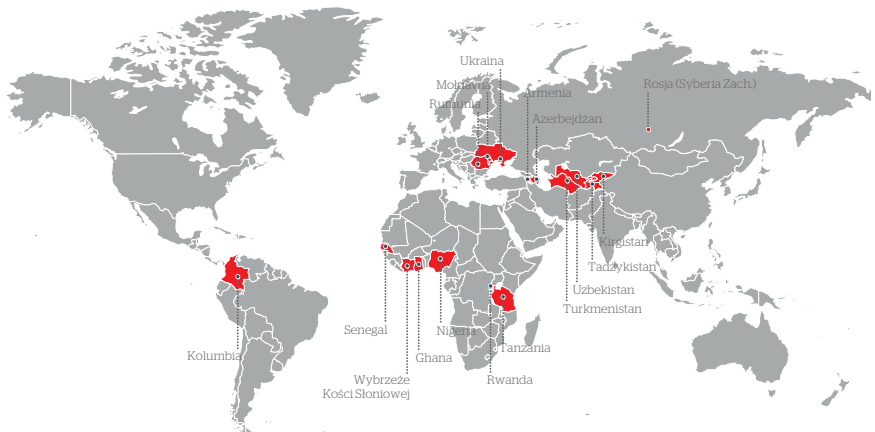 Ukraina
Mołdawia
Rumunia
Armenia
Azerbejdżan
Rosja (Syberia Zach.)
Kirgistan
Tadżykistan
Uzbekistan
Turkmenistan
Senegal
Nigeria
Kolumbia
Ghana
Tanzania
Wybrzeże
Kości Słoniowej
Rwanda